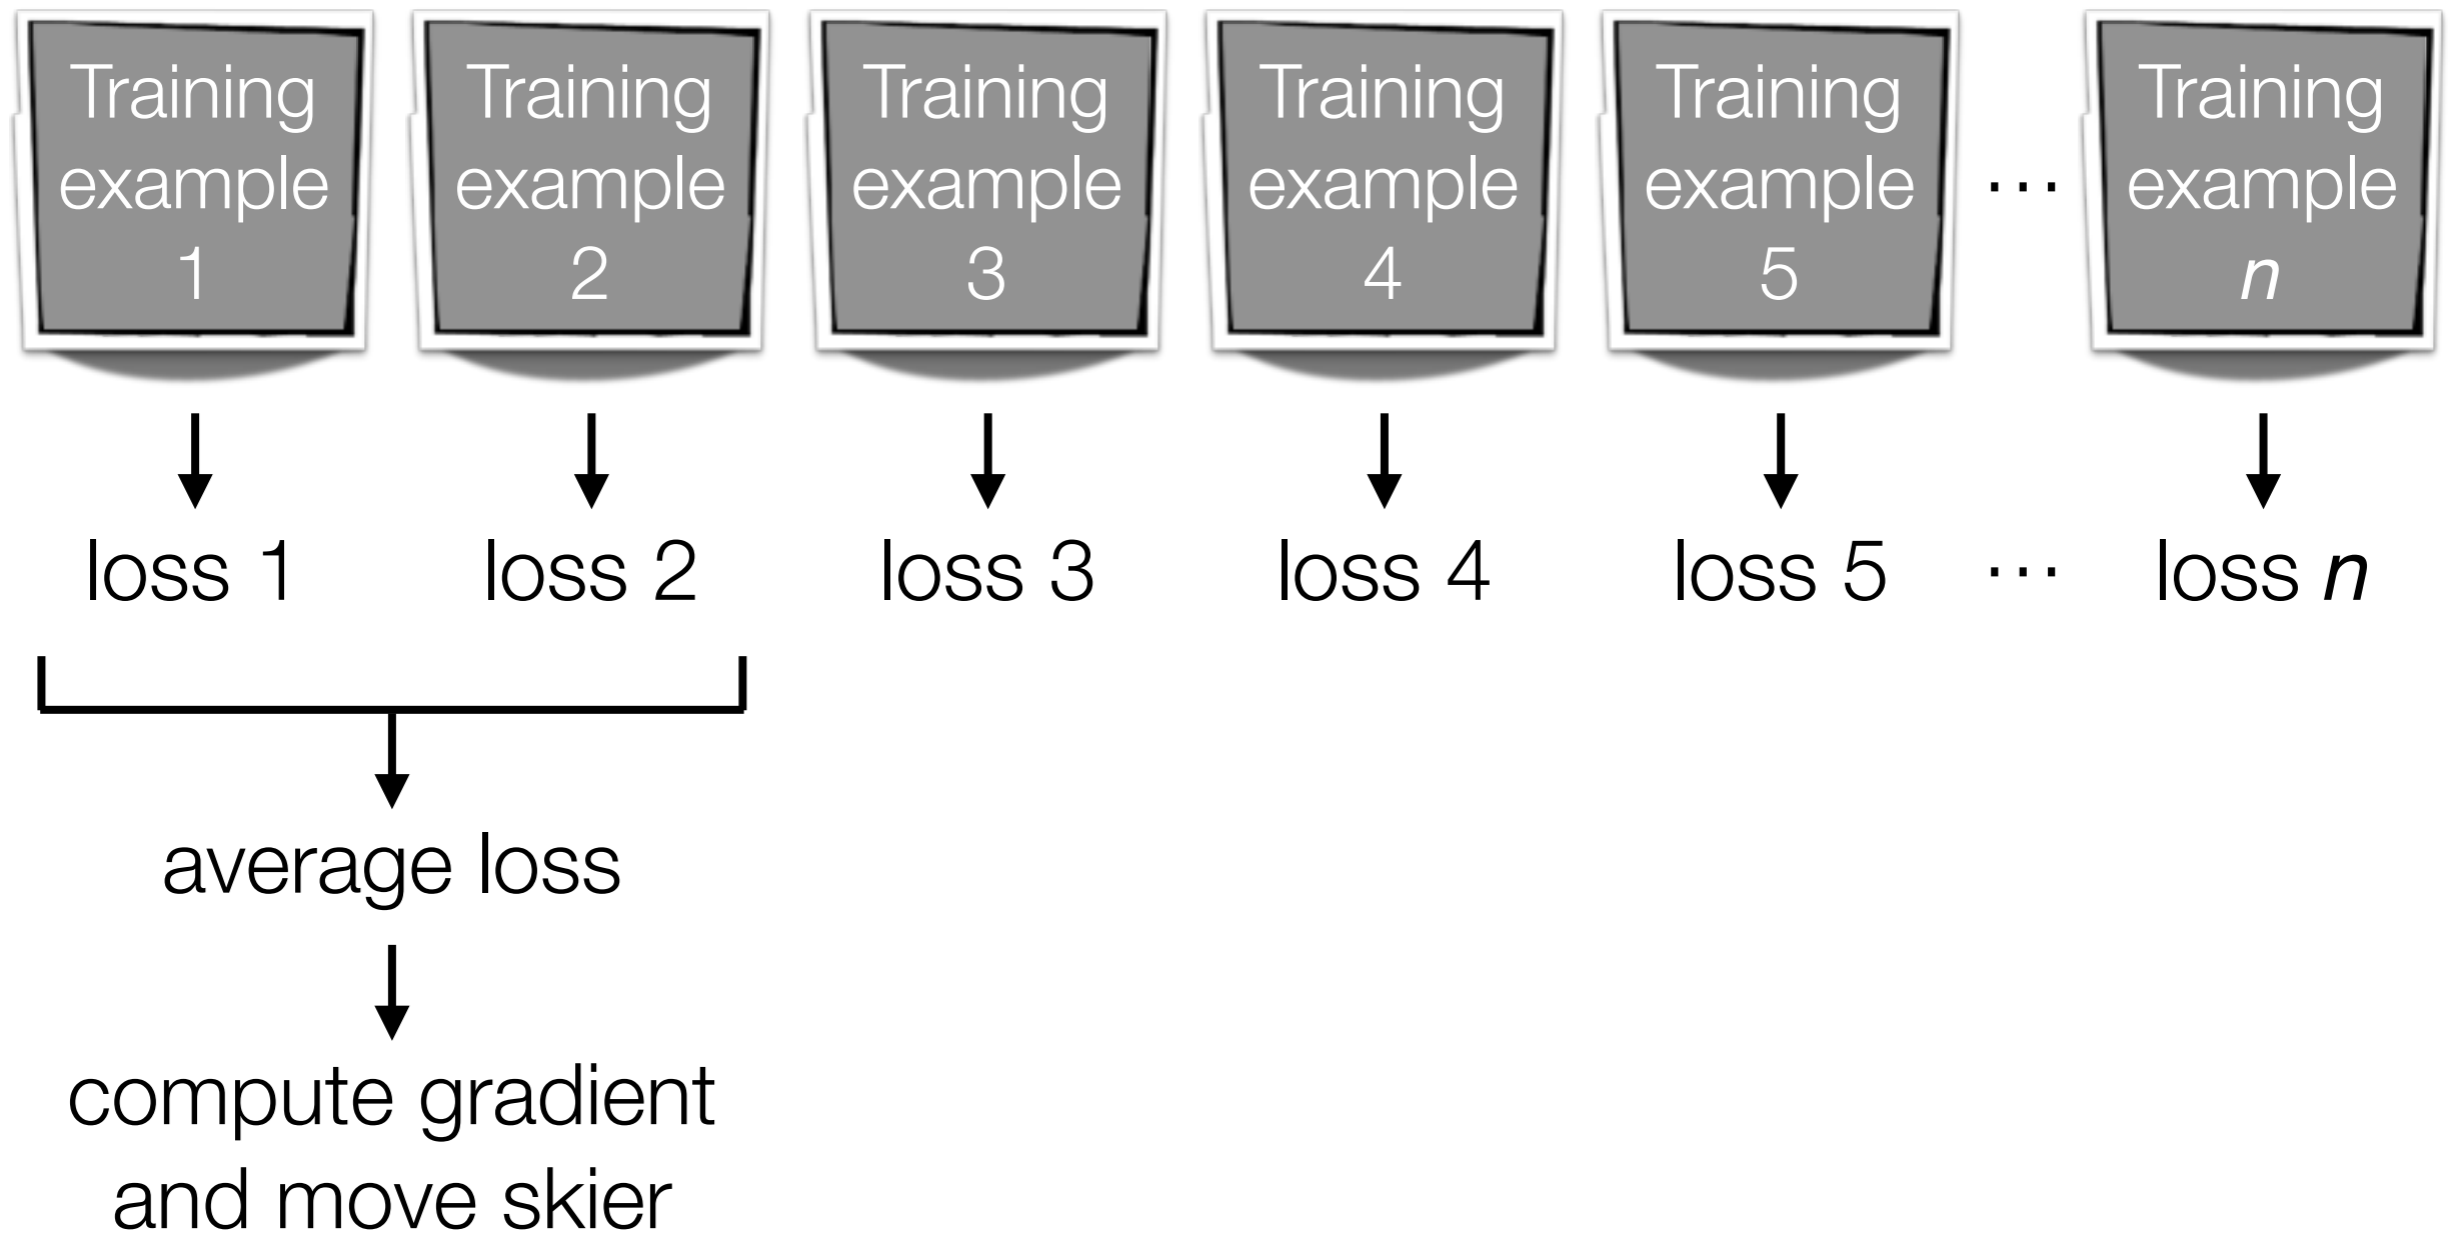 Training
example
1
Training
example
2
Training
example
3
Training
example
4
Training
example
5
...
Training
example
n
loss 1
loss 2
loss 3
loss 4
loss 5
...
loss n
average loss
compute gradient
and move skier